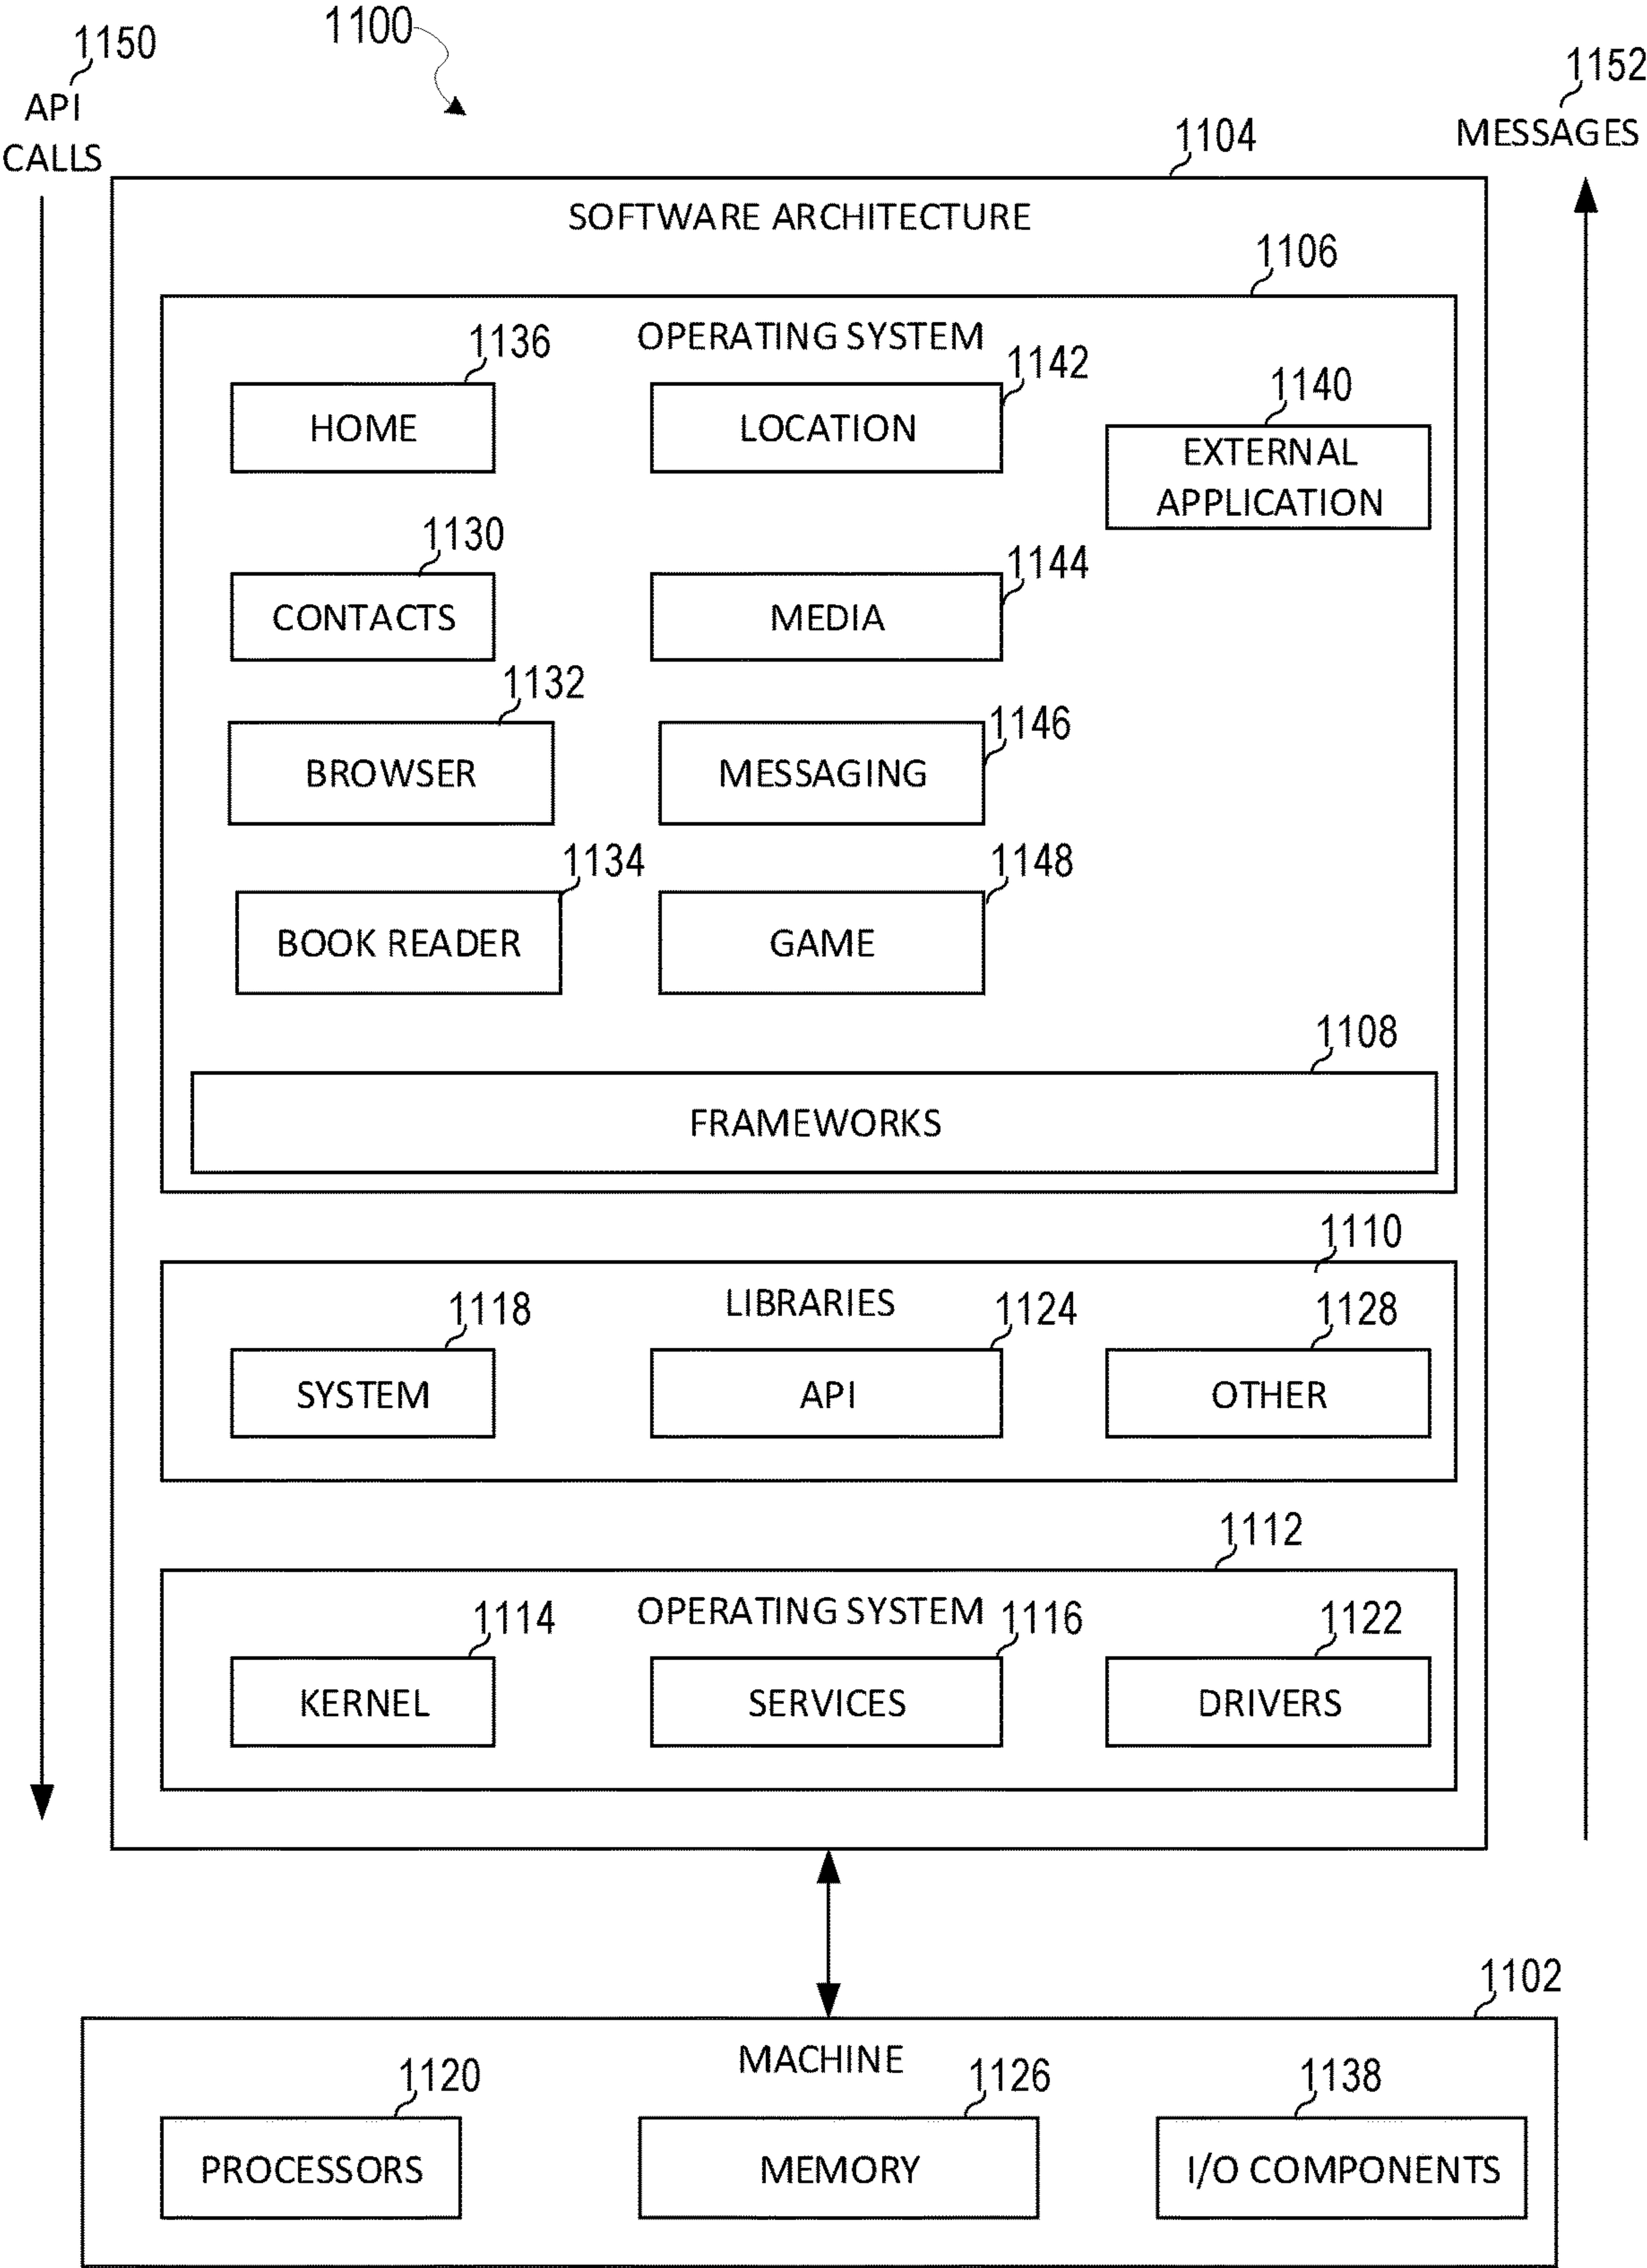 1100
1150
API
CALLS
1152
MESSAGES
1104
SOFTWARE ARCHITECTURE
1106
OPERATING SYSTEM
1136
HOME
1142
LOCATION
1140
EXTERNAL
APPLICATION
1130
CONTACTS
1144
MEDIA
1132
BROWSER
1146
MESSAGING
1134
BOOK READER
1148
GAME
1108
FRAMEWORKS
1110
LIBRARIES
1118
SYSTEM
1124
API
1128
OTHER
1112
OPERATING SYSTEM
1114
KERNEL
1116
SERVICES
1122
DRIVERS
1102
MACHINE
1120
PROCESSORS
1126
MEMORY
1138
I/O COMPONENTS